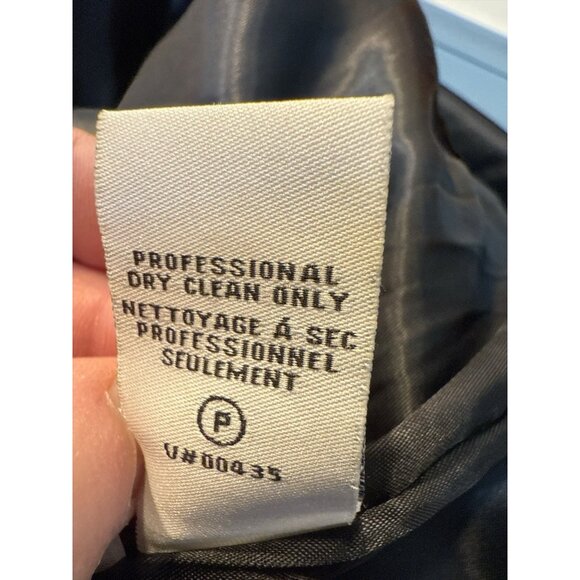 PROFESSIONAL
DRY CLEAN ONLY
NETTOYAGE Á SEC
PROFESSIONNEL
SEULEMENT
P
V#00435